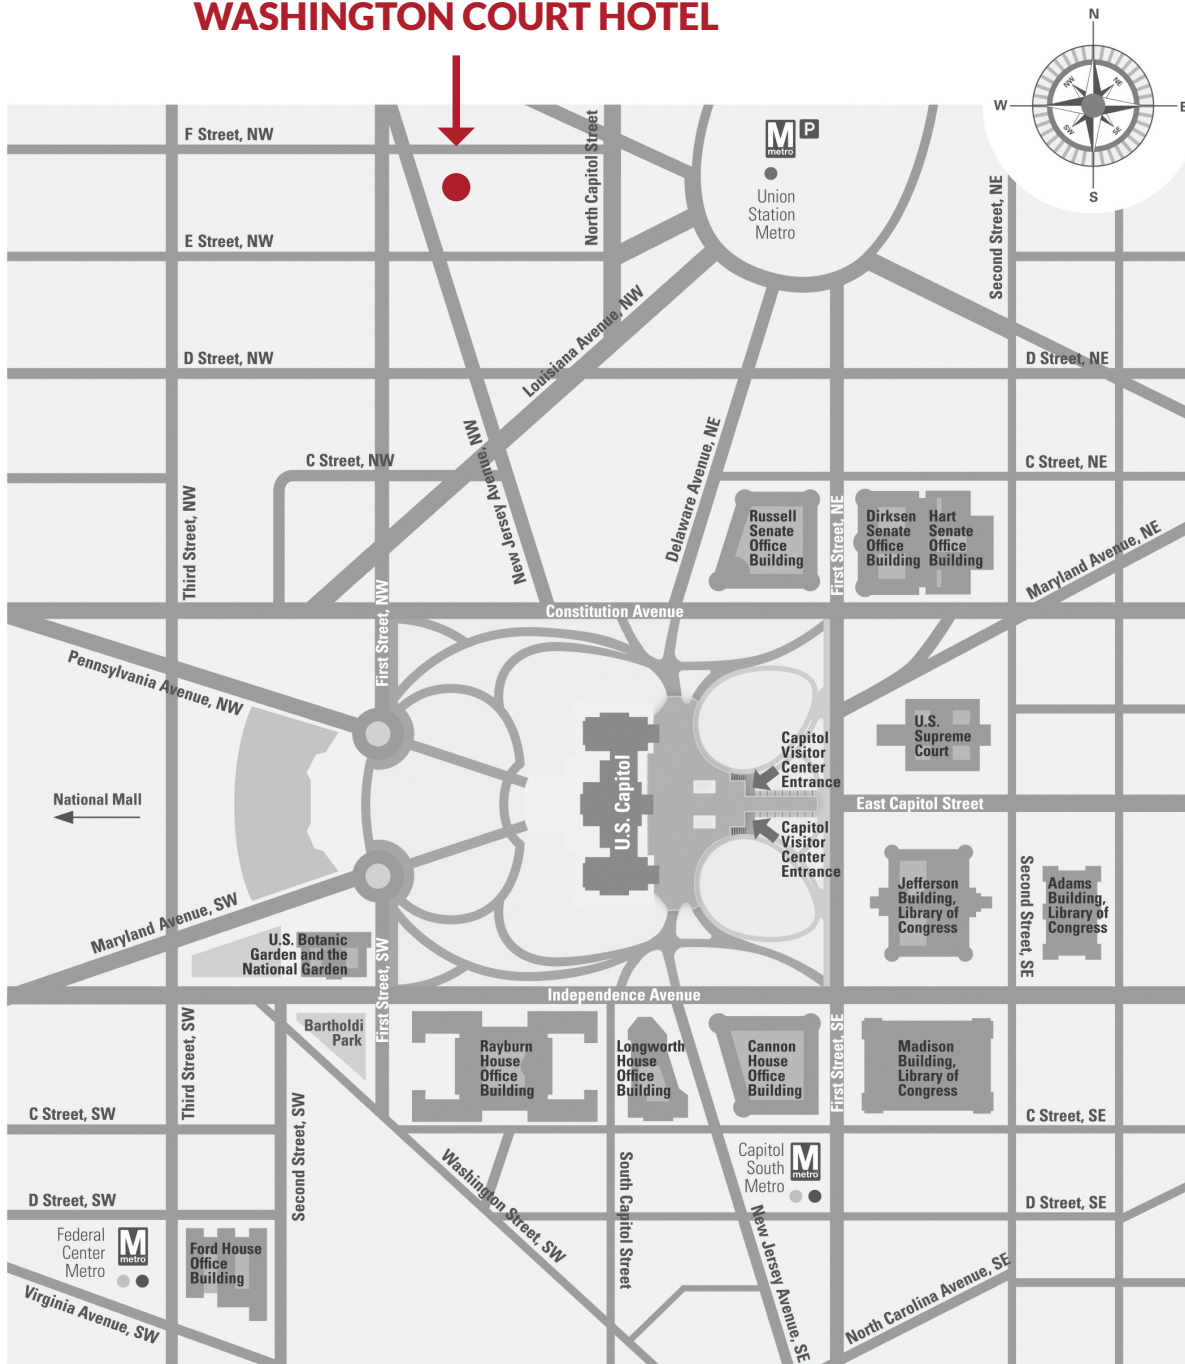 WASHINGTON COURT HOTEL
N
NW
NE
W
E
SW
SE
S
F Street, NW
North Capitol Street
M
metro
P
Union
Station
Metro
E Street, NW
Second Street, NE
Louisiana Avenue, NW
D Street, NW
D Street, NE
New Jersey Avenue, NW
Delaware Avenue, NE
C Street, NW
C Street, NE
Third Street, NW
First Street, NE
Russell
Senate
Office
Building
Dirksen
Senate
Office
Building
Hart
Senate
Office
Building
Maryland Avenue, NE
Constitution Avenue
First Street, NW
Pennsylvania Avenue, NW
U.S.
Supreme
Court
Capitol
Visitor
Center
Entrance
U.S. Capitol
National Mall
East Capitol Street
Capitol
Visitor
Center
Entrance
Jefferson
Building,
Library of
Congress
Second Street, SE
Adams
Building,
Library of
Congress
Maryland Avenue, SW
U.S. Botanic
Garden and the
National Garden
First Street, SW
Independence Avenue
Third Street, SW
Bartholdi
Park
Rayburn
House
Office
Building
Longworth
House
Office
Building
Cannon
House
Office
Building
First Street, SE
Madison
Building,
Library of
Congress
C Street, SW
C Street, SE
Second Street, SW
Washington Street, SW
South Capitol Street
Capitol
South
Metro
M
metro
D Street, SW
D Street, SE
New Jersey Avenue, SE
Federal
Center
Metro
M
metro
Ford House
Office
Building
Virginia Avenue, SW
North Carolina Avenue, SE